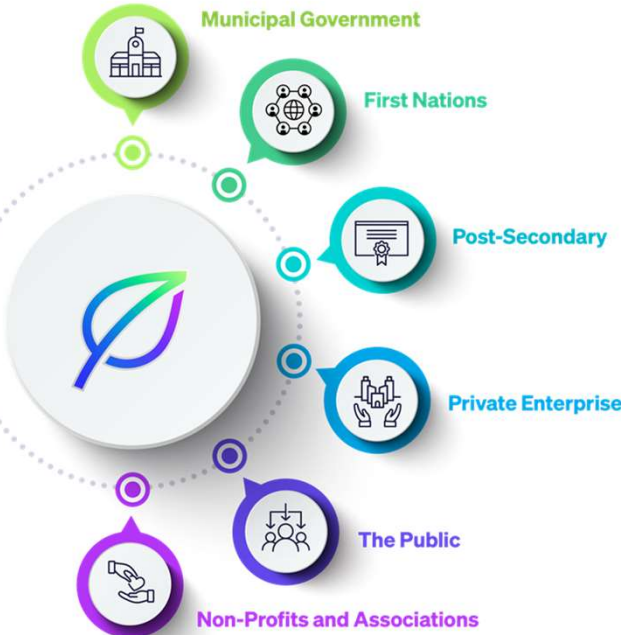 Municipal Government
First Nations
Post-Secondary
Private Enterprise
The Public
Non-Profits and Associations